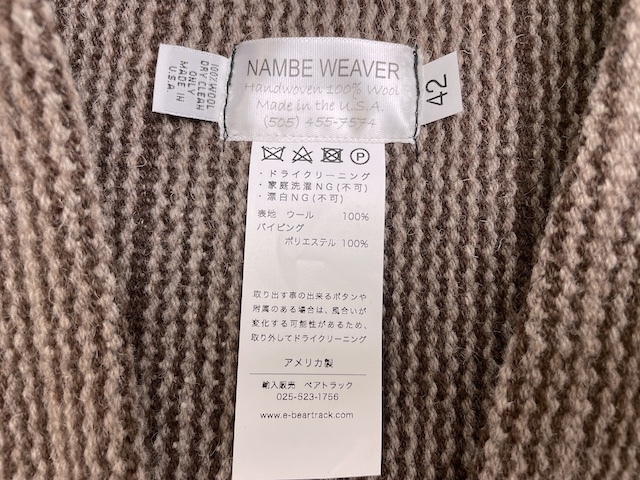 100% WOOL
DRY CLEAN
ONLY
MADE IN
U.S.A
NAMBE WEAVER
Handwoven 100% Wool
Made in the U.S.A.
(505) 455-7574
42
P
・ドライクリーニング
・家庭洗濯NG(不可)
・漂白NG(不可)
表地 ウール 100%
パイピング
ポリエステル 100%
取り出す事の出来るボタンや
附属のある場合は、風合いが
変化する可能性があるため、
取り外してドライクリーニング
アメリカ製
輸入販売 ベアトラック
025-523-1756
www.e-beartrack.com